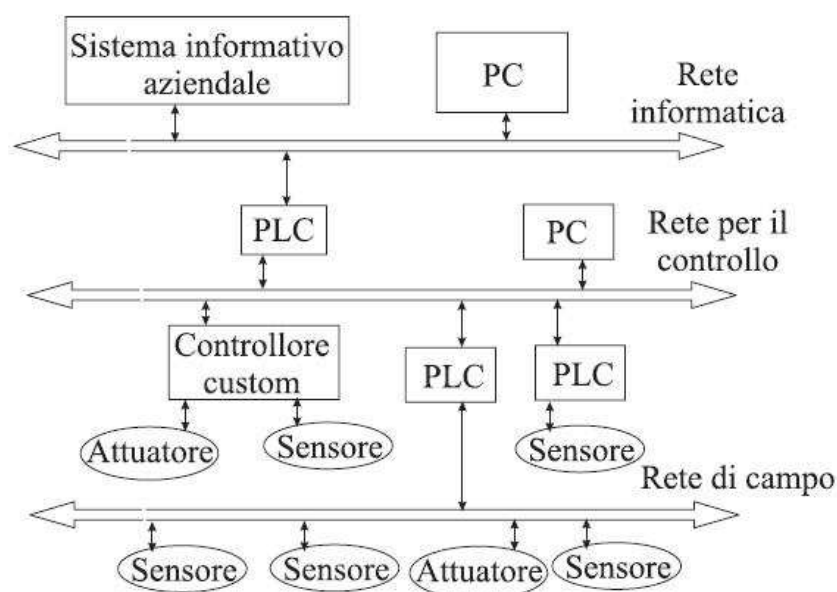 Sistema informativo
aziendale
PC
Rete
informatica
PLC
PC
Rete per il
controllo
Controllore
custom
PLC
PLC
Attuatore
Sensore
Sensore
Rete di campo
Sensore
Sensore
Attuatore
Sensore